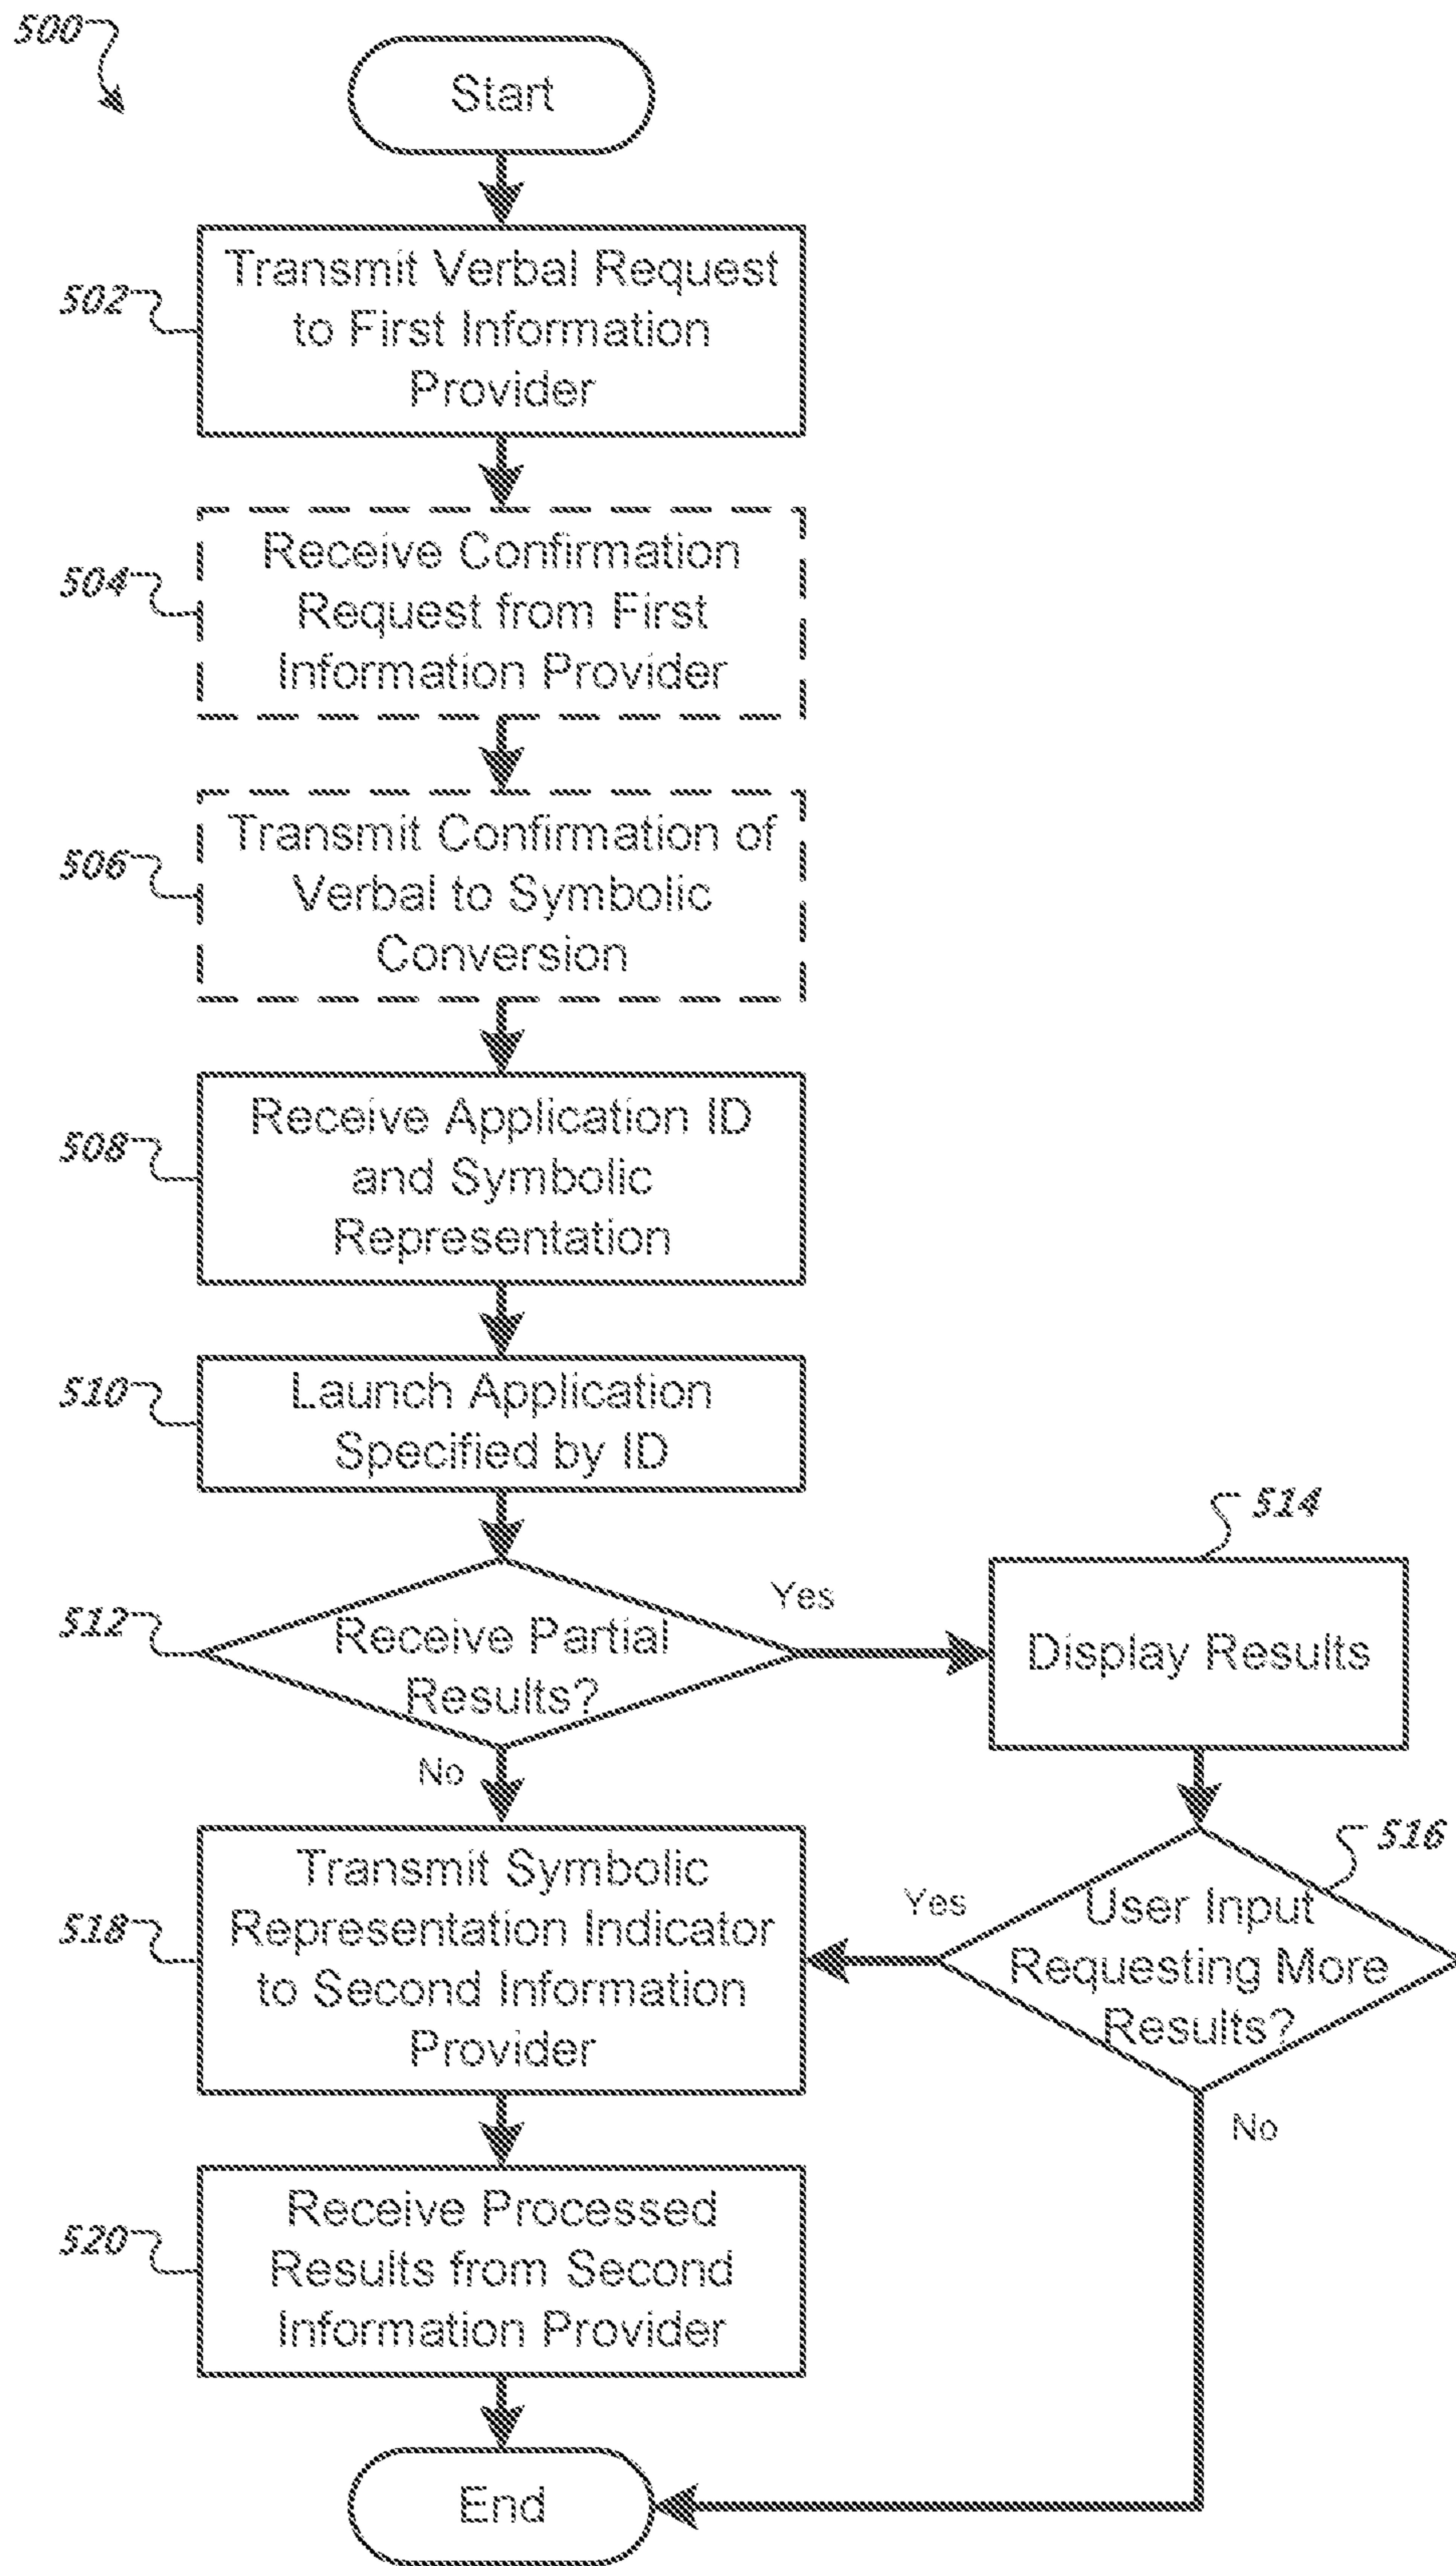 500
Start
502
Transmit Verbal Request
to First Information
Provider
504
Receive Confirmation
Request from First
Information Provider
506
Transmit Confirmation of
Verbal to Symbolic
Conversion
508
Receive Application ID
and Symbolic
Representation
510
Launch Application
Specified by ID
512
Receive Partial
Results?
Yes
No
514
Display Results
516
User Input
Requesting More
Results?
Yes
No
518
Transmit Symbolic
Representation Indicator
to Second Information
Provider
520
Receive Processed
Results from Second
Information Provider
End